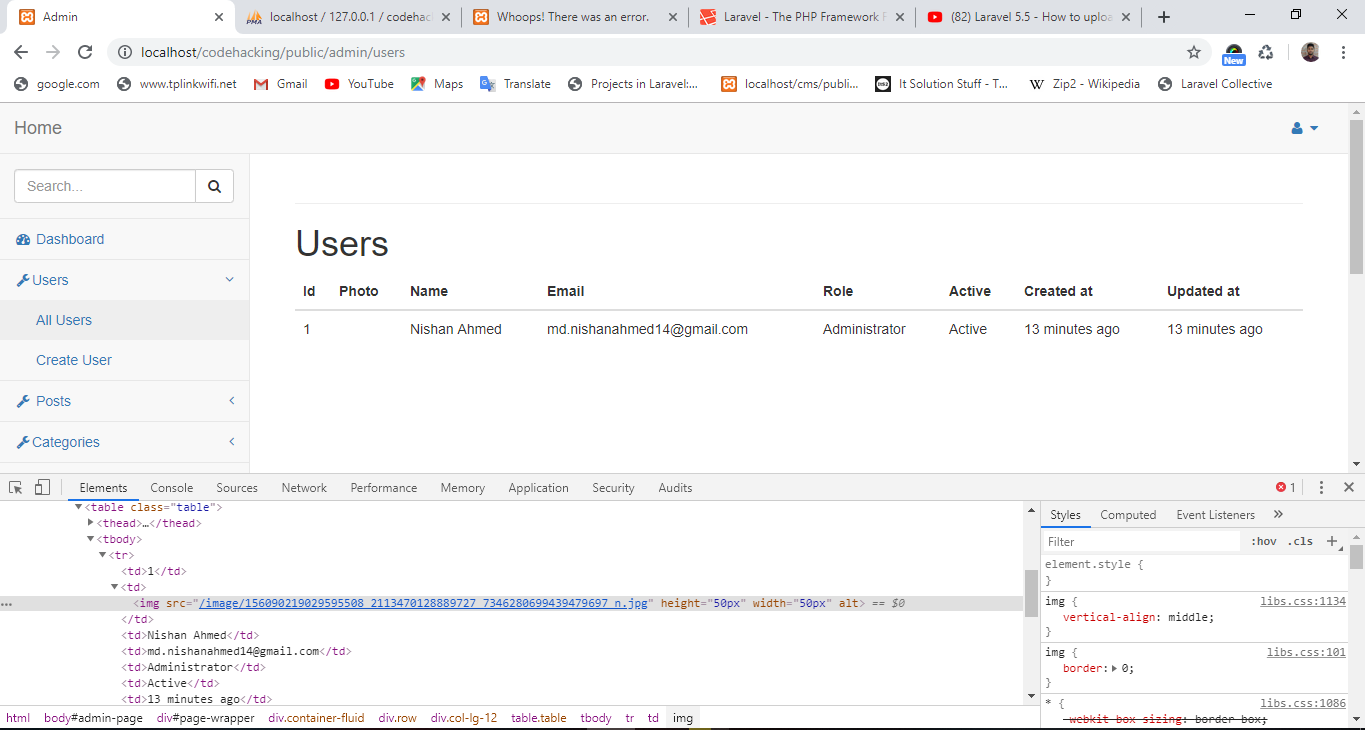 Admin
localhost / 127.0.0.1 / codehac
Whoops! There was an error.
Laravel - The PHP Framework F
(82) Laravel 5.5 - How to uploa
localhost/codehacking/public/admin/users
New
google.com
www.tplinkwifi.net
Gmail
YouTube
Maps
Translate
Projects in Laravel:...
localhost/cms/publi...
It Solution Stuff - T...
W Zip2 - Wikipedia
Laravel Collective
Home
Search...
Dashboard
Users
All Users
Create User
Posts
Categories
Users
Id Photo Name Email Role Active Created at Updated at
1 Nishan Ahmed md.nishanahmed14@gmail.com Administrator Active 13 minutes ago 13 minutes ago
Elements Console Sources Network Performance Memory Application Security Audits 1
<table class="table">
<thead>…</thead>
<tbody>
<tr>
<td>1</td>
<td>
<img src="/image/156090219029595508 2113470128889727 7346280699439479697 n.jpg" height="50px" width="50px" alt> == $0
</td>
<td>Nishan Ahmed</td>
<td>md.nishanahmed14@gmail.com</td>
<td>Administrator</td>
<td>Active</td>
<td>13 minutes ago</td>
html body#admin-page div#page-wrapper div.container-fluid div.row div.col-lg-12 table.table tbody tr td img
Styles Computed Event Listeners »
Filter :hov .cls +
element.style {
}
img { libs.css:1134
vertical-align: middle;
}
img { libs.css:101
border: 0;
}
* { libs.css:1086
-webkit-box-sizing: border-box;